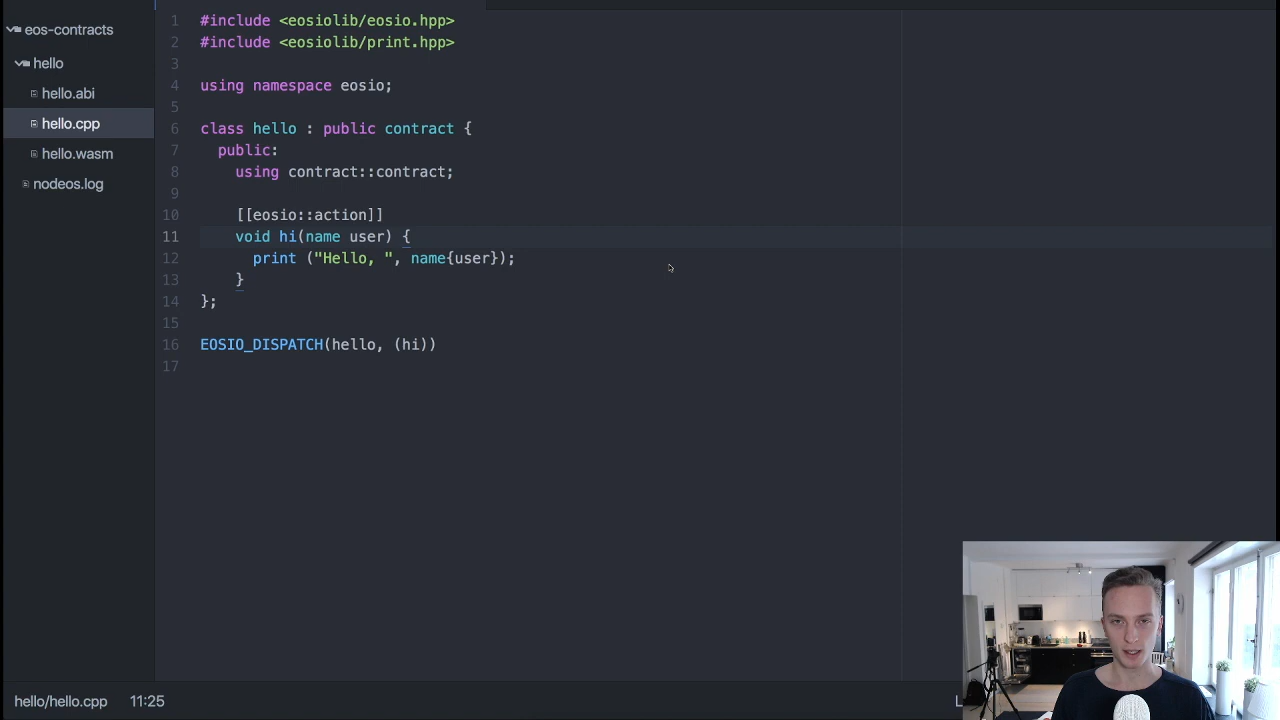 eos-contracts
hello
hello.abi
hello.cpp
hello.wasm
nodeos.log
1 #include <eosiolib/eosio.hpp>
2 #include <eosiolib/print.hpp>
3
4 using namespace eosio;
5
6 class hello : public contract {
7 public:
8 using contract::contract;
9
10 [[eosio::action]]
11 void hi(name user) {
12 print ("Hello, ", name{user});
13 }
14 };
15
16 EOSIO_DISPATCH(hello, (hi))
17
hello/hello.cpp 11:25